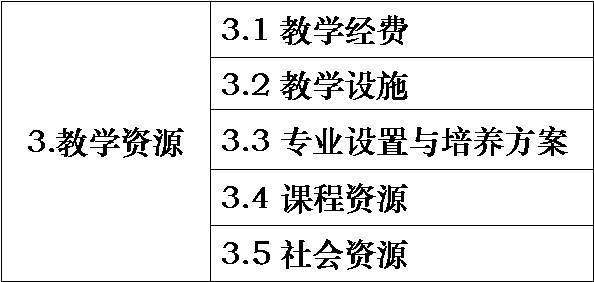 3.教学资源
3.1 教学经费
3.2 教学设施
3.3 专业设置与培养方案
3.4 课程资源
3.5 社会资源